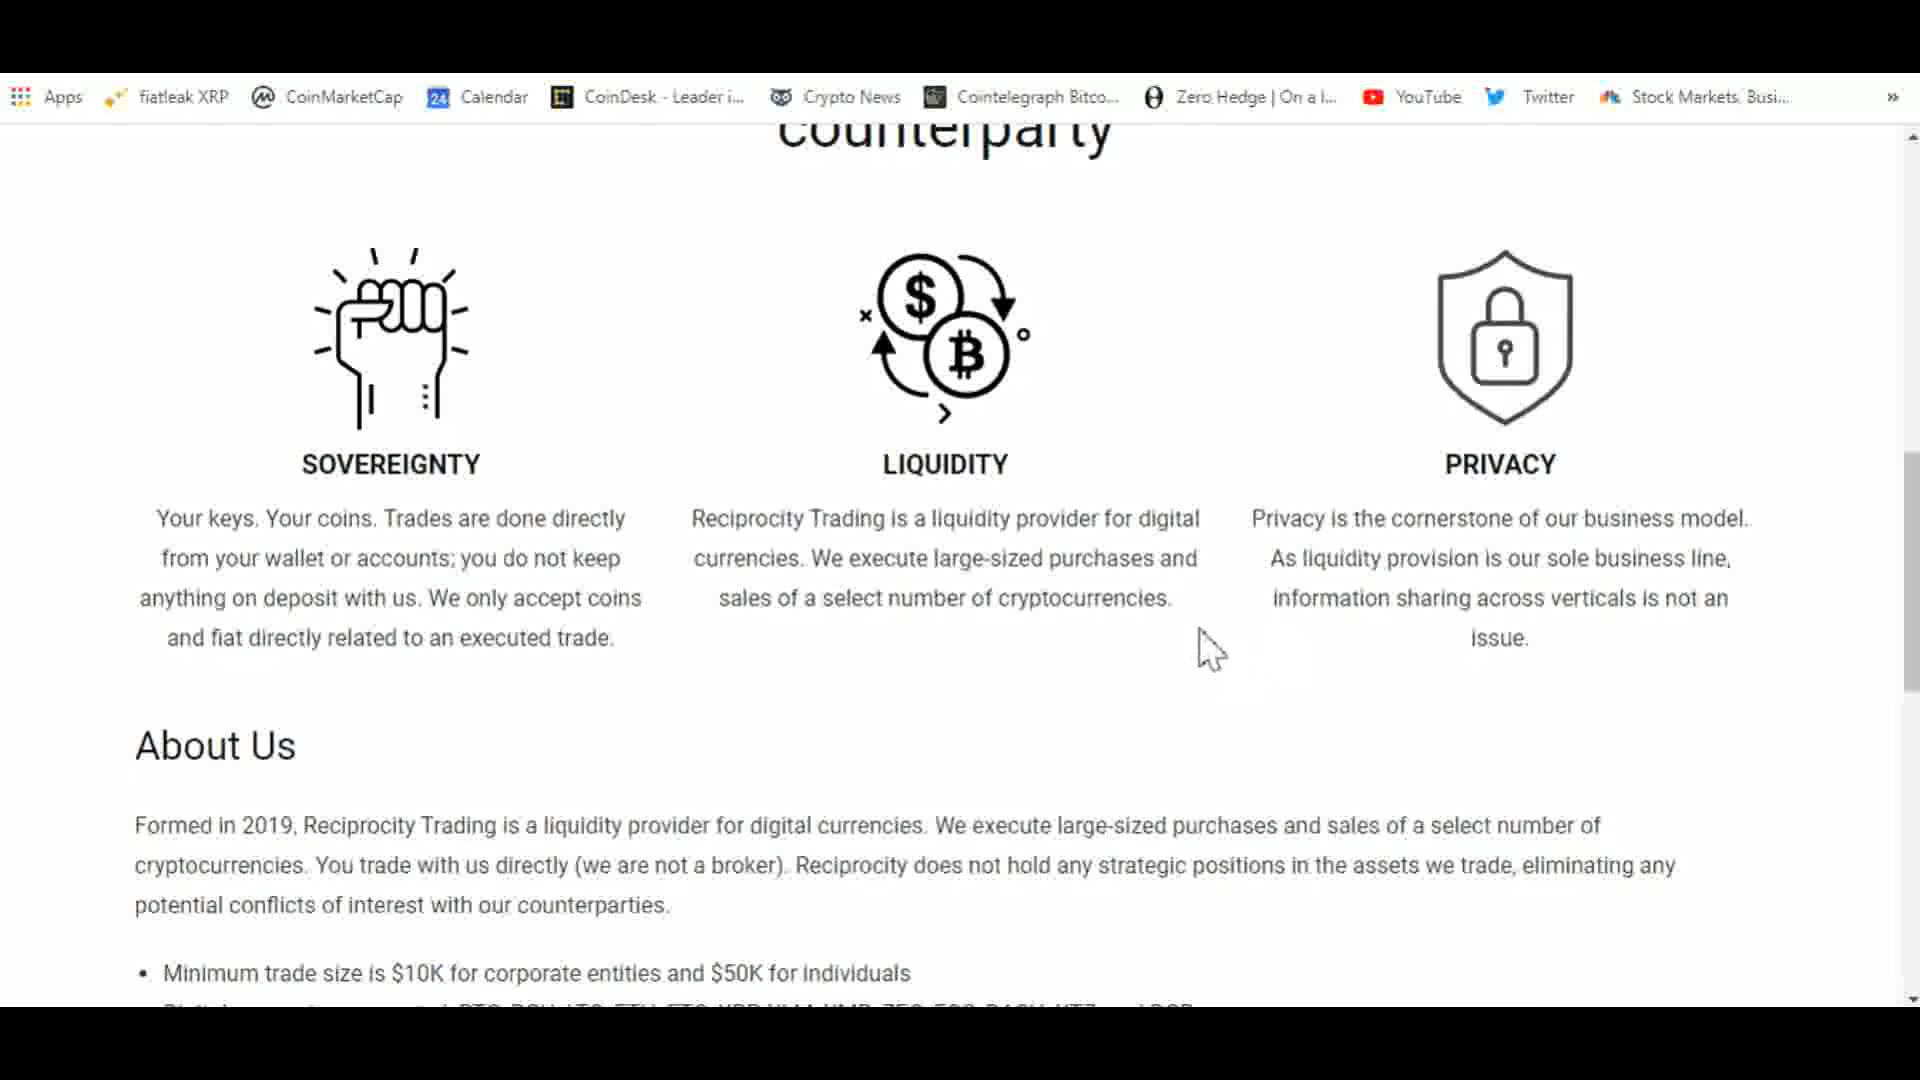 Apps fiatleak XRP CoinMarketCap 24 Calendar CoinDesk - Leader i... Crypto News Cointelegraph Bitco... Zero Hedge | On a l... YouTube Twitter Stock Markets, Busi... »
counterparty
$
SOVEREIGNTY LIQUIDITY PRIVACY
Your keys. Your coins. Trades are done directly
from your wallet or accounts; you do not keep
anything on deposit with us. We only accept coins
and fiat directly related to an executed trade.
Reciprocity Trading is a liquidity provider for digital
currencies. We execute large-sized purchases and
sales of a select number of cryptocurrencies.
Privacy is the cornerstone of our business model.
As liquidity provision is our sole business line,
information sharing across verticals is not an
issue.
About Us
Formed in 2019, Reciprocity Trading is a liquidity provider for digital currencies. We execute large-sized purchases and sales of a select number of
cryptocurrencies. You trade with us directly (we are not a broker). Reciprocity does not hold any strategic positions in the assets we trade, eliminating any
potential conflicts of interest with our counterparties.
• Minimum trade size is $10K for corporate entities and $50K for individuals